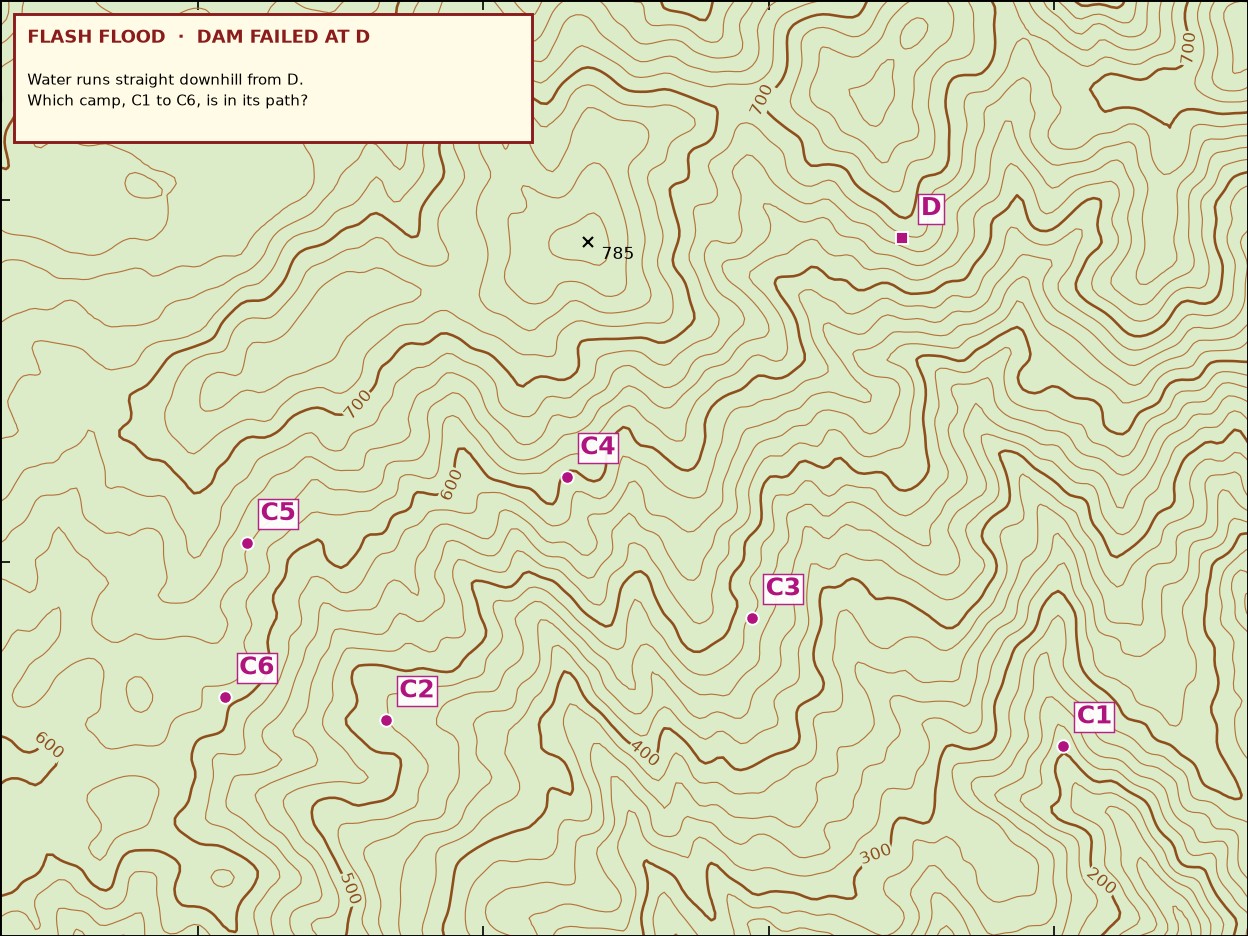 FLASH FLOOD · DAM FAILED AT D
Water runs straight downhill from D.
Which camp, C1 to C6, is in its path?
700
700
D
785
700
C4
600
C5
C3
C6
C2
C1
600
400
300
500
200